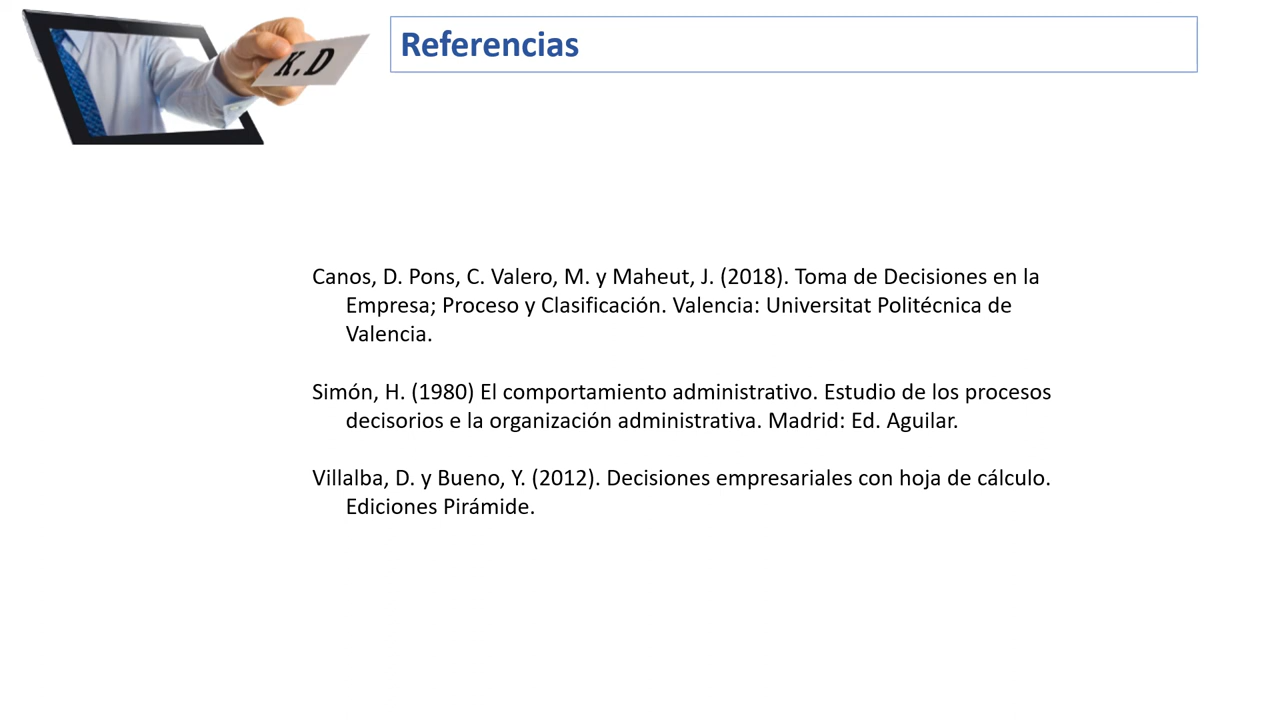 K.D
Referencias
Canos, D. Pons, C. Valero, M. y Maheut, J. (2018). Toma de Decisiones en la
Empresa; Proceso y Clasificación. Valencia: Universitat Politécnica de
Valencia.
Simón, H. (1980) El comportamiento administrativo. Estudio de los procesos
decisorios e la organización administrativa. Madrid: Ed. Aguilar.
Villalba, D. y Bueno, Y. (2012). Decisiones empresariales con hoja de cálculo.
Ediciones Pirámide.